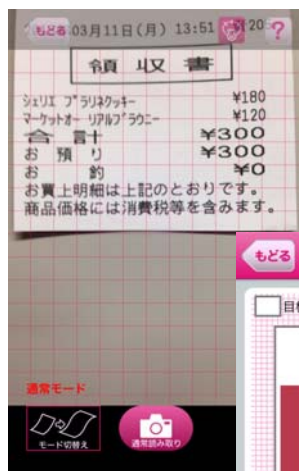 もどる
03月11日(月) 13:51
?
領収書
シェリエ プラリネクッキー ¥180
マーケットオー リアルブラウニー ¥120
合計 ¥300
お預り ¥300
お釣 ¥0
お買上明細は上記のとおりです。
商品価格には消費税等を含みます。
もどる
通常モード
モード切替え
通常読み取り